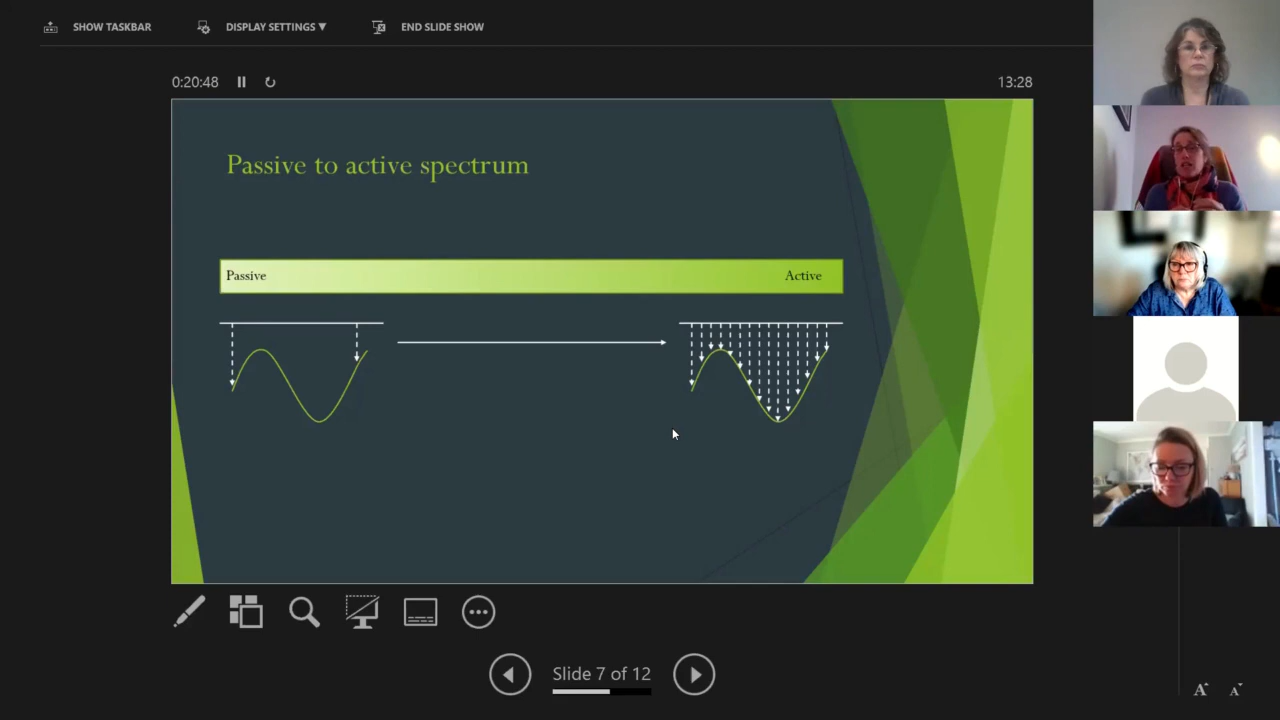 SHOW TASKBAR
DISPLAY SETTINGS ▼
END SLIDE SHOW
0:20:48
13:28
Passive to active spectrum
Passive
Active
Slide 7 of 12
A
A